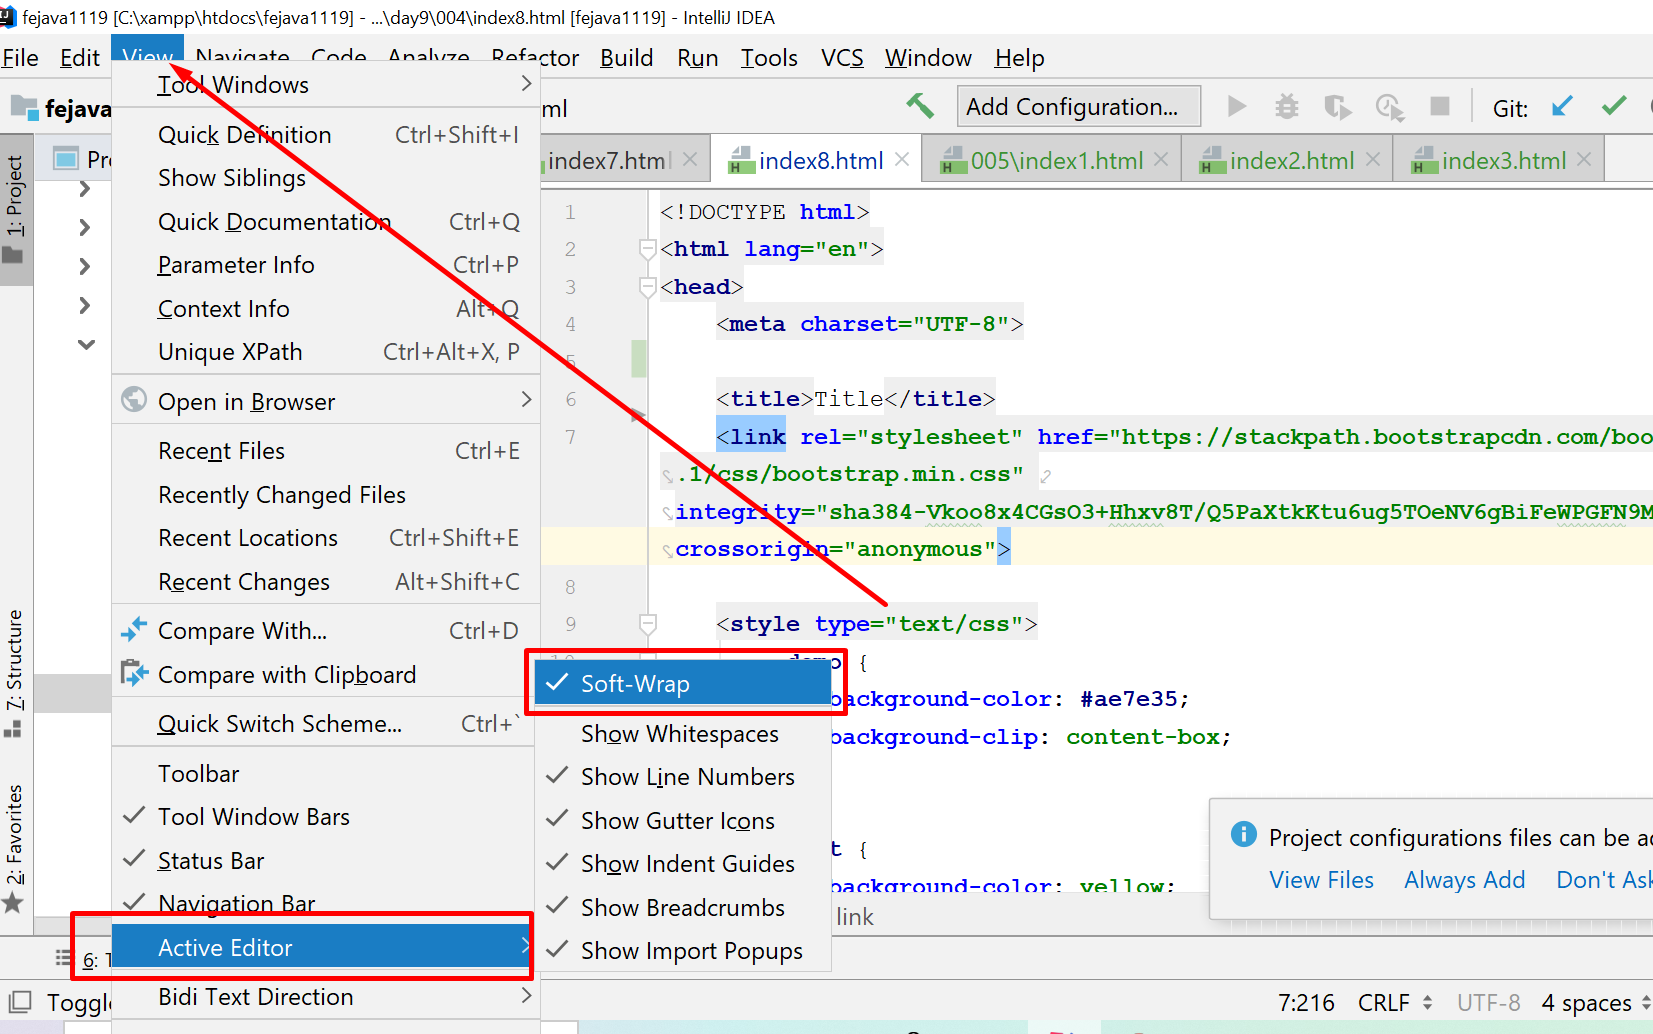 fejava1119 [C:\xampp\htdocs\fejava1119] - ...\day9\004\index8.html [fejava1119] - IntelliJ IDEA
File Edit View Navigate Code Analyze Refactor Build Run Tools VCS Window Help
fejava
ml
Add Configuration...
Git:
index7.html
index8.html
005\index1.html
index2.html
index3.html
1: Project
7: Structure
2: Favorites
Tool Windows
Quick Definition Ctrl+Shift+I
Show Siblings
Quick Documentation Ctrl+Q
Parameter Info Ctrl+P
Context Info Alt+Q
Unique XPath Ctrl+Alt+X, P
Open in Browser
Recent Files Ctrl+E
Recently Changed Files
Recent Locations Ctrl+Shift+E
Recent Changes Alt+Shift+C
Compare With... Ctrl+D
Compare with Clipboard
Quick Switch Scheme... Ctrl+`
Toolbar
Tool Window Bars
Status Bar
Navigation Bar
Active Editor
Bidi Text Direction
Soft-Wrap
Show Whitespaces
Show Line Numbers
Show Gutter Icons
Show Indent Guides
Show Breadcrumbs
Show Import Popups
1 <!DOCTYPE html>
2 <html lang="en">
3 <head>
4 <meta charset="UTF-8">
5
6 <title>Title</title>
7 <link rel="stylesheet" href="https://stackpath.bootstrapcdn.com/boo
.1/css/bootstrap.min.css"
integrity="sha384-Vkoo8x4CGsO3+Hhxv8T/Q5PaXtkKtu6ug5TOeNV6gBiFeWPGFN9M
crossorigin="anonymous">
8
9 <style type="text/css">
10 demo {
background-color: #ae7e35;
background-clip: content-box;
t {
background-color: yellow;
link
Project configurations files can be ad
View Files Always Add Don't Ask
6:
7:216 CRLF UTF-8 4 spaces